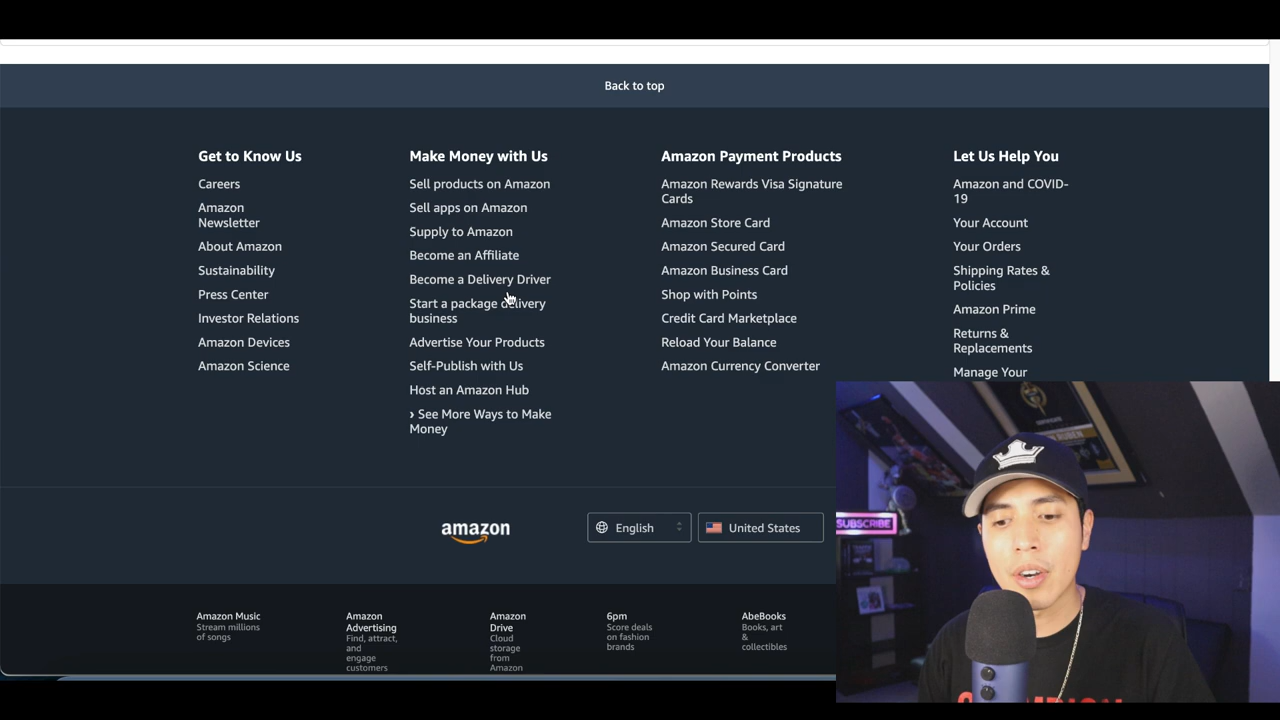 Back to top
Get to Know Us
Careers
Amazon
Newsletter
About Amazon
Sustainability
Press Center
Investor Relations
Amazon Devices
Amazon Science
Make Money with Us
Sell products on Amazon
Sell apps on Amazon
Supply to Amazon
Become an Affiliate
Become a Delivery Driver
Start a package delivery
business
Advertise Your Products
Self-Publish with Us
Host an Amazon Hub
› See More Ways to Make
Money
Amazon Payment Products
Amazon Rewards Visa Signature
Cards
Amazon Store Card
Amazon Secured Card
Amazon Business Card
Shop with Points
Credit Card Marketplace
Reload Your Balance
Amazon Currency Converter
Let Us Help You
Amazon and COVID-
19
Your Account
Your Orders
Shipping Rates &
Policies
Amazon Prime
Returns &
Replacements
Manage Your
amazon
English
United States
Amazon Music
Stream millions
of songs
Amazon
Advertising
Find, attract,
and
engage
customers
Amazon
Drive
Cloud
storage
from
Amazon
6pm
Score deals
on fashion
brands
AbeBooks
Books, art
&
collectibles
SUBSCRIBE